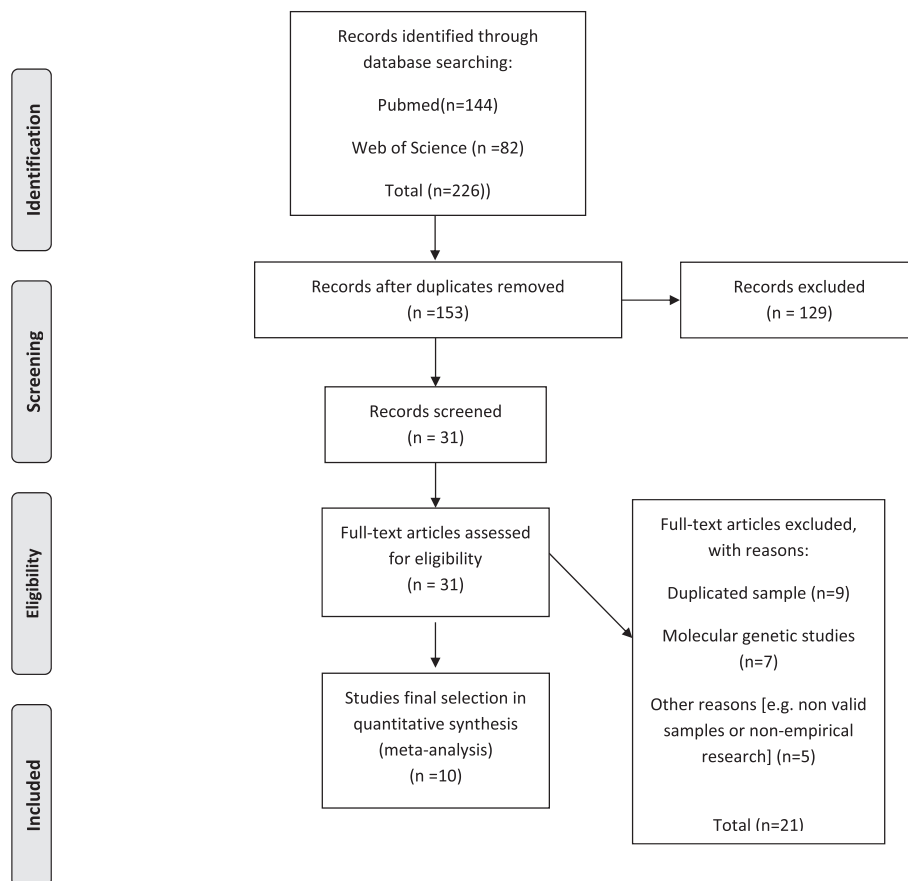 Identification
Records identified through
database searching:
Pubmed(n=144)
Web of Science (n =82)
Total (n=226))
Screening
Records after duplicates removed
(n =153)
Records excluded
(n = 129)
Records screened
(n = 31)
Eligibility
Full-text articles assessed
for eligibility
(n = 31)
Full-text articles excluded,
with reasons:
Duplicated sample (n=9)
Molecular genetic studies
(n=7)
Other reasons [e.g. non valid
samples or non-empirical
research] (n=5)
Total (n=21)
Included
Studies final selection in
quantitative synthesis
(meta-analysis)
(n =10)